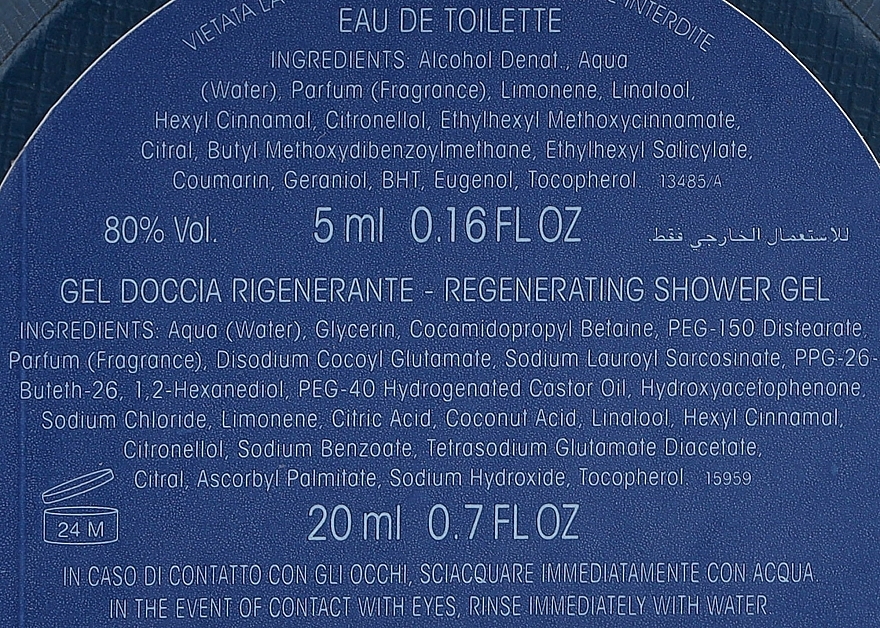 VIETATA LA
INTERDITE
EAU DE TOILETTE
INGREDIENTS: Alcohol Denat., Aqua
(Water), Parfum (Fragrance), Limonene, Linalool,
Hexyl Cinnamal, Citronellol, Ethylhexyl Methoxycinnamate,
Citral, Butyl Methoxydibenzoylmethane, Ethylhexyl Salicylate,
Coumarin, Geraniol, BHT, Eugenol, Tocopherol. 13485/A
80% Vol. 5 ml 0.16 FL OZ للاستعمال الخارجي فقط.
GEL DOCCIA RIGENERANTE - REGENERATING SHOWER GEL
INGREDIENTS: Aqua (Water), Glycerin, Cocamidopropyl Betaine, PEG-150 Distearate,
Parfum (Fragrance), Disodium Cocoyl Glutamate, Sodium Lauroyl Sarcosinate, PPG-26-
Buteth-26, 1,2-Hexanediol, PEG-40 Hydrogenated Castor Oil, Hydroxyacetophenone,
Sodium Chloride, Limonene, Citric Acid, Coconut Acid, Linalool, Hexyl Cinnamal,
Citronellol, Sodium Benzoate, Tetrasodium Glutamate Diacetate,
Citral, Ascorbyl Palmitate, Sodium Hydroxide, Tocopherol. 15959
24 M
20 ml 0.7 FL OZ
IN CASO DI CONTATTO CON GLI OCCHI, SCIACQUARE IMMEDIATAMENTE CON ACQUA.
IN THE EVENT OF CONTACT WITH EYES, RINSE IMMEDIATELY WITH WATER.